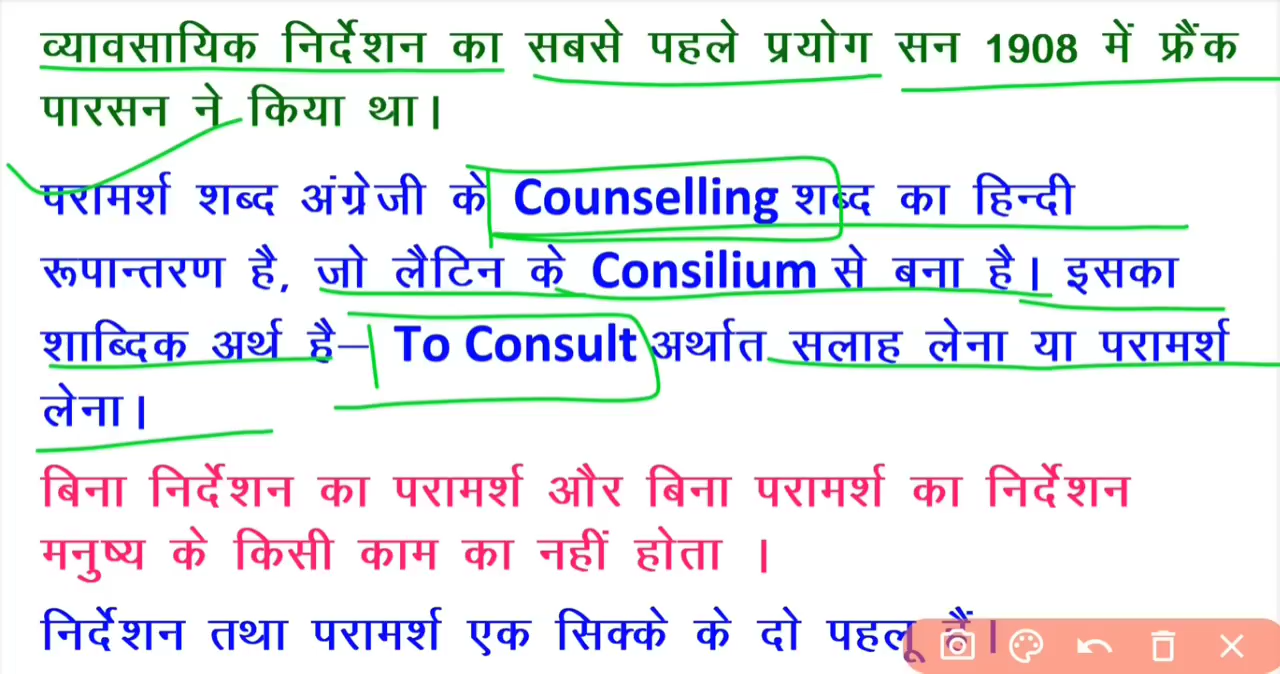 व्यावसायिक निर्देशन का सबसे पहले प्रयोग सन 1908 में फ्रैंक
पारसन ने किया था।
परामर्श शब्द अंग्रेजी के Counselling शब्द का हिन्दी
रूपान्तरण है, जो लैटिन के Consilium से बना है। इसका
शाब्दिक अर्थ है– To Consult अर्थात सलाह लेना या परामर्श
लेना।
बिना निर्देशन का परामर्श और बिना परामर्श का निर्देशन
मनुष्य के किसी काम का नहीं होता ।
निर्देशन तथा परामर्श एक सिक्के के दो पहलू हैं।